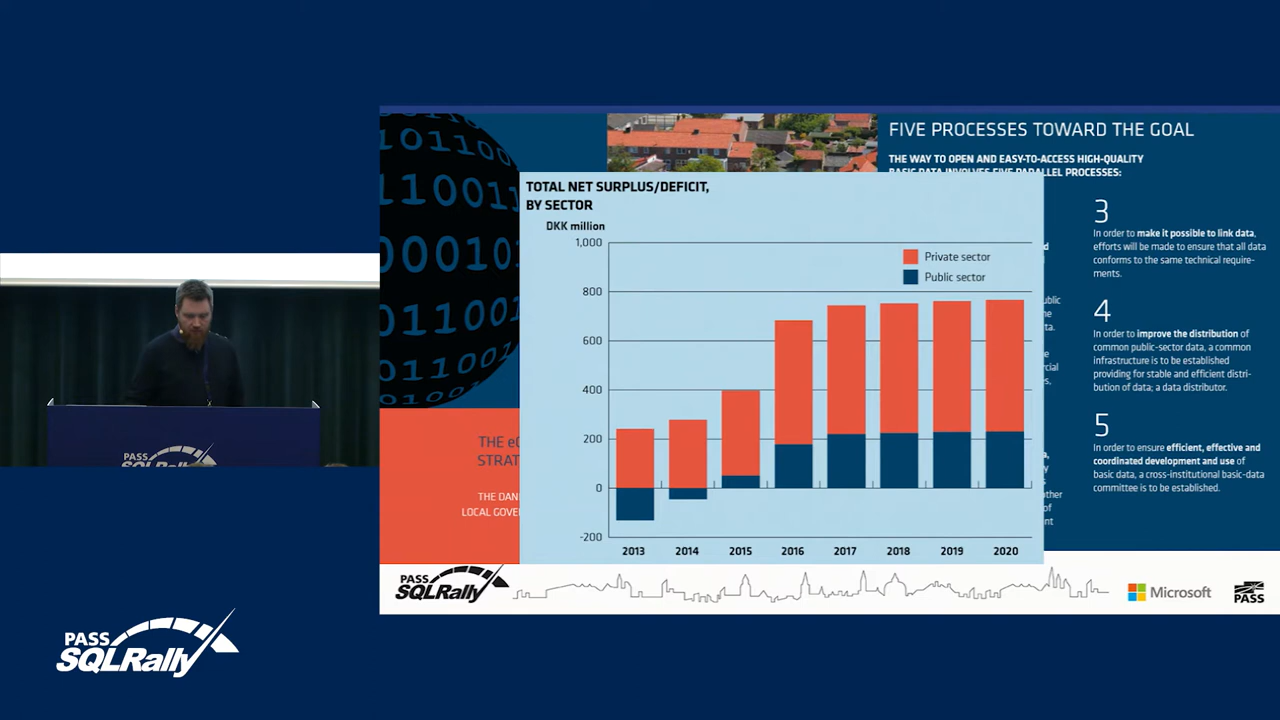 FIVE PROCESSES TOWARD THE GOAL
THE WAY TO OPEN AND EASY-TO-ACCESS HIGH-QUALITY
BASIC DATA INVOLVES FIVE PARALLEL PROCESSES:
3
In order to make it possible to link data,
efforts will be made to ensure that all data
conforms to the same technical require-
ments.
4
In order to improve the distribution of
common public-sector data, a common
infrastructure is to be established
providing for stable and efficient distri-
bution of data; a data distributor.
5
In order to ensure efficient, effective and
coordinated development and use of
basic data, a cross-institutional basic-data
committee is to be established.
TOTAL NET SURPLUS/DEFICIT,
BY SECTOR
DKK million
1,000
800
600
400
200
0
-200
Private sector
Public sector
2013 2014 2015 2016 2017 2018 2019 2020
101100
11001
000101
011001
THE
STRAT
THE DAN
LOCAL GOVE
PASS
SQLRally
Microsoft
PASS
PASS
SQLRally
PASS
SQLRally